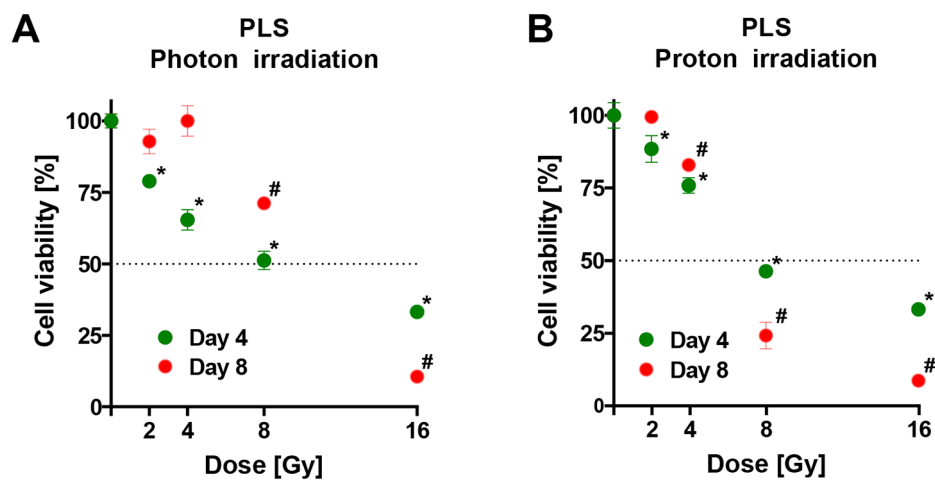 A
PLS
Photon irradiation
Cell viability [%]
100
75
50
25
0
*
*
#
*
*
#
Day 4
Day 8
2
4
8
16
Dose [Gy]
B
PLS
Proton irradiation
Cell viability [%]
100
75
50
25
0
*
#
*
*
#
*
#
Day 4
Day 8
2
4
8
16
Dose [Gy]